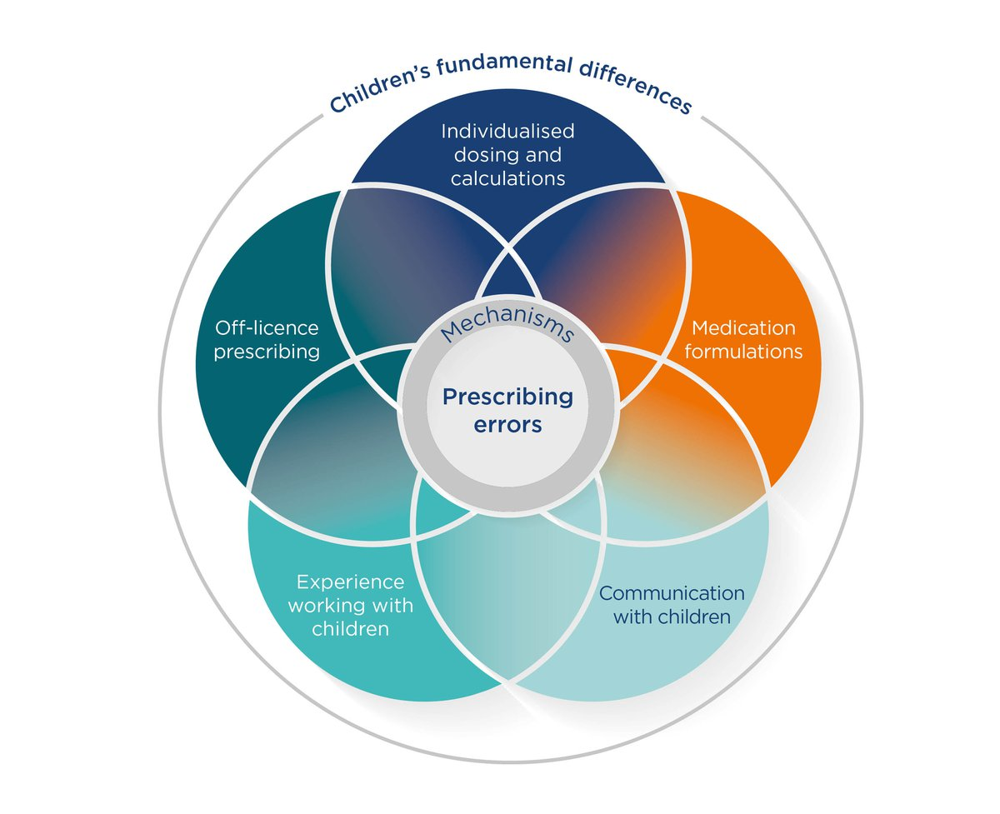 Children’s fundamental differences
Individualised
dosing and
calculations
Off-licence
prescribing
Medication
formulations
Mechanisms
Prescribing
errors
Experience
working with
children
Communication
with children